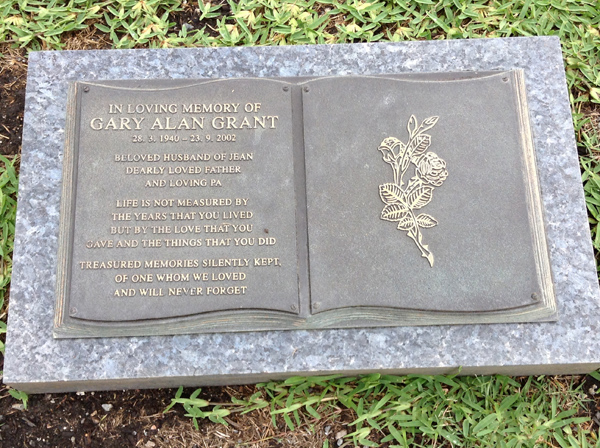 IN LOVING MEMORY OF
GARY ALAN GRANT
28. 3. 1940 – 23. 9. 2002
BELOVED HUSBAND OF JEAN
DEARLY LOVED FATHER
AND LOVING PA
LIFE IS NOT MEASURED BY
THE YEARS THAT YOU LIVED
BUT BY THE LOVE THAT YOU
GAVE AND THE THINGS THAT YOU DID
TREASURED MEMORIES SILENTLY KEPT,
OF ONE WHOM WE LOVED
AND WILL NEVER FORGET